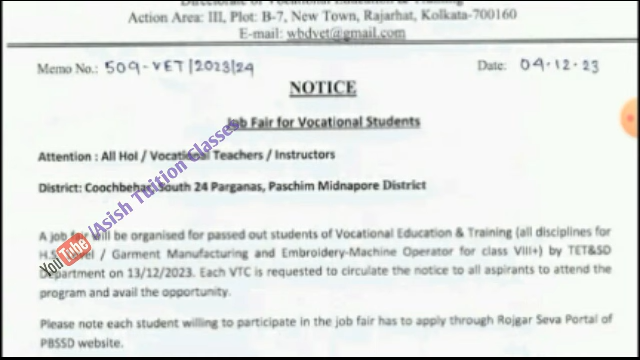 Directorate of Vocational Education & Training
Action Area: III, Plot: B-7, New Town, Rajarhat, Kolkata-700160
E-mail: wbdvet@gmail.com
Memo No.: 509-VET/2023/24 Date: 04-12-23
NOTICE
Job Fair for Vocational Students
Attention : All HoI / Vocational Teachers / Instructors
District: Coochbehar, South 24 Parganas, Paschim Midnapore District
A job fair will be organised for passed out students of Vocational Education & Training (all disciplines for
H.S. Level / Garment Manufacturing and Embroidery-Machine Operator for class VIII+) by TET&SD
Department on 13/12/2023. Each VTC is requested to circulate the notice to all aspirants to attend the
program and avail the opportunity.
Please note each student willing to participate in the job fair has to apply through Rojgar Seva Portal of
PBSSD website.
YouTube/Asish Tuition Classes